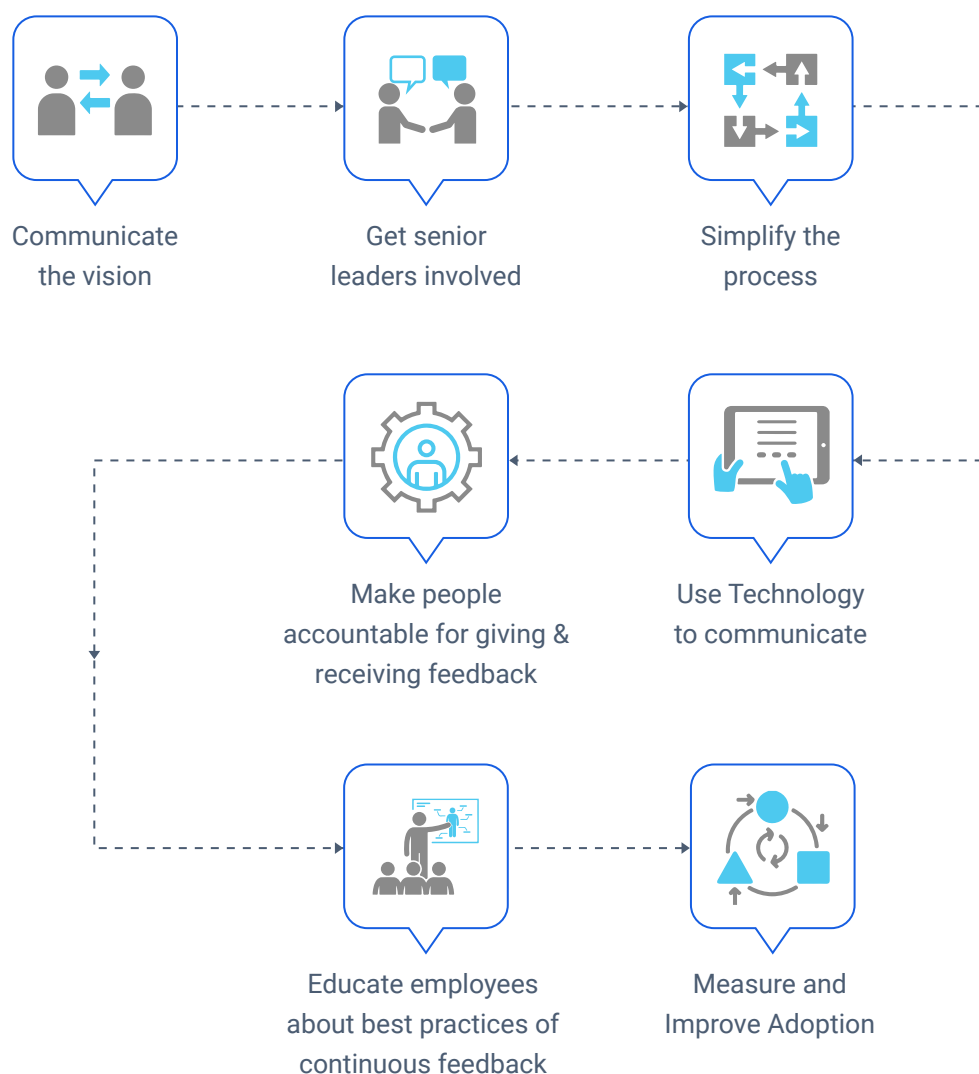 Communicate
the vision
Get senior
leaders involved
Simplify the
process
Make people
accountable for giving &
receiving feedback
Use Technology
to communicate
Educate employees
about best practices of
continuous feedback
Measure and
Improve Adoption